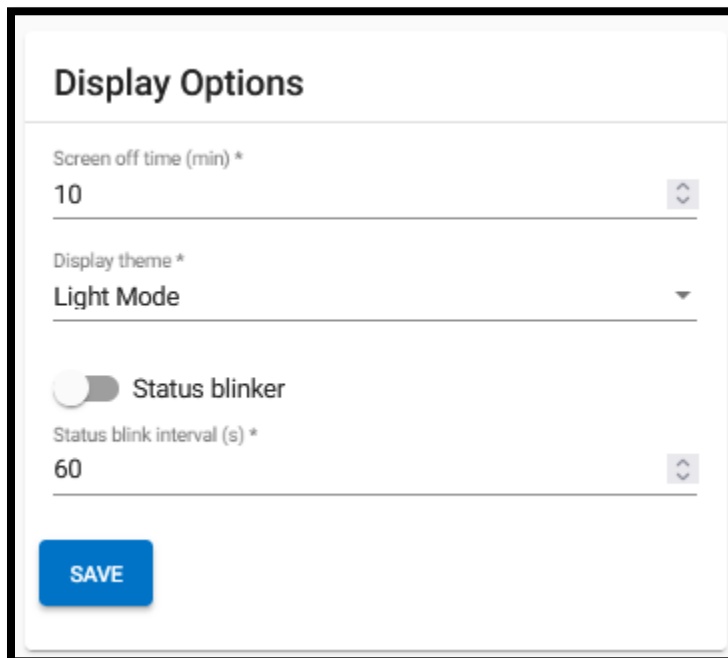 Display Options
Screen off time (min) *
10
Display theme *
Light Mode
Status blinker
Status blink interval (s) *
60
SAVE